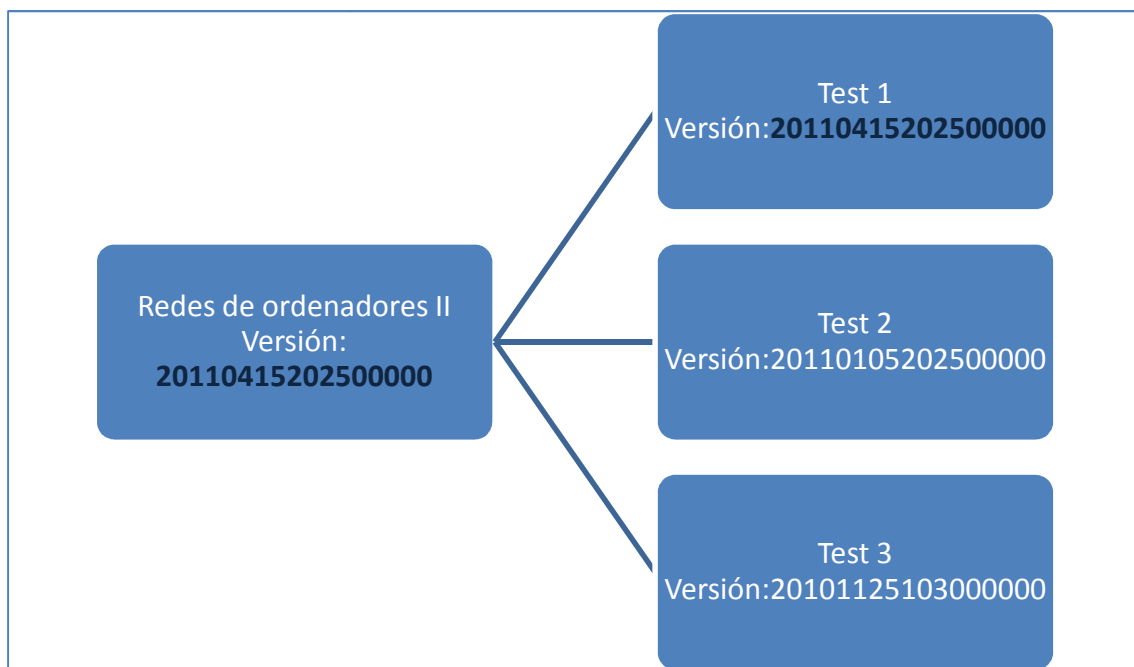 Test 1
Versión:20110415202500000
Redes de ordenadores II
Versión:
20110415202500000
Test 2
Versión:20110105202500000
Test 3
Versión:20101125103000000